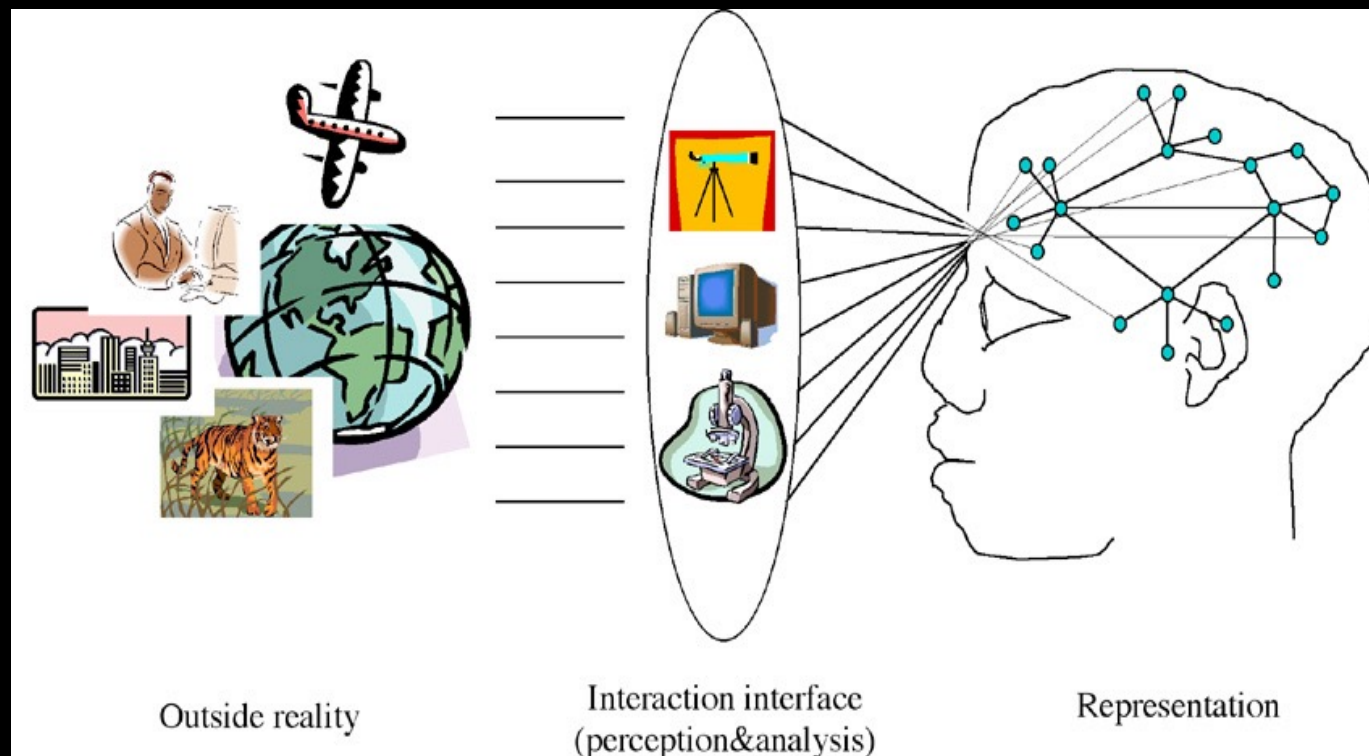 Outside reality
Interaction interface
(perception&analysis)
Representation